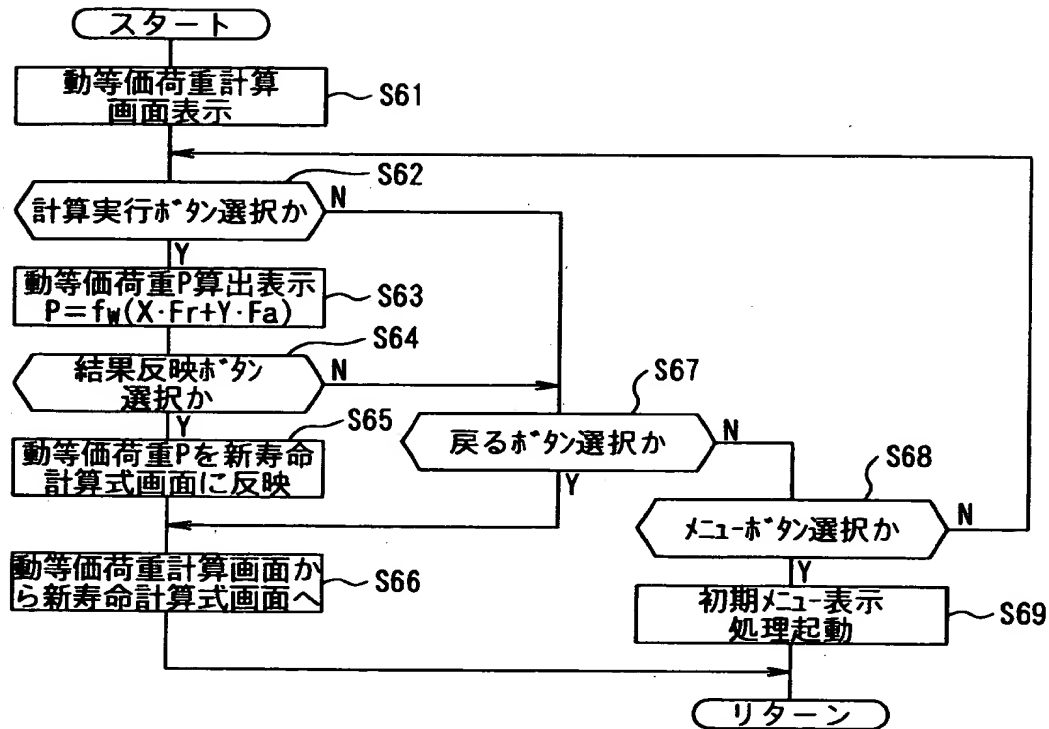 スタート
動等価荷重計算
画面表示
S61
S62
計算実行ボタン選択か
N
Y
動等価荷重P算出表示
P=fw(X·Fr+Y·Fa)
S63
S64
結果反映ボタン
選択か
N
Y
S65
動等価荷重Pを新寿命
計算式画面に反映
S67
戻るボタン選択か
N
Y
S68
メニューボタン選択か
N
Y
動等価荷重計算画面か
ら新寿命計算式画面へ
S66
初期メニュー表示
処理起動
S69
リターン